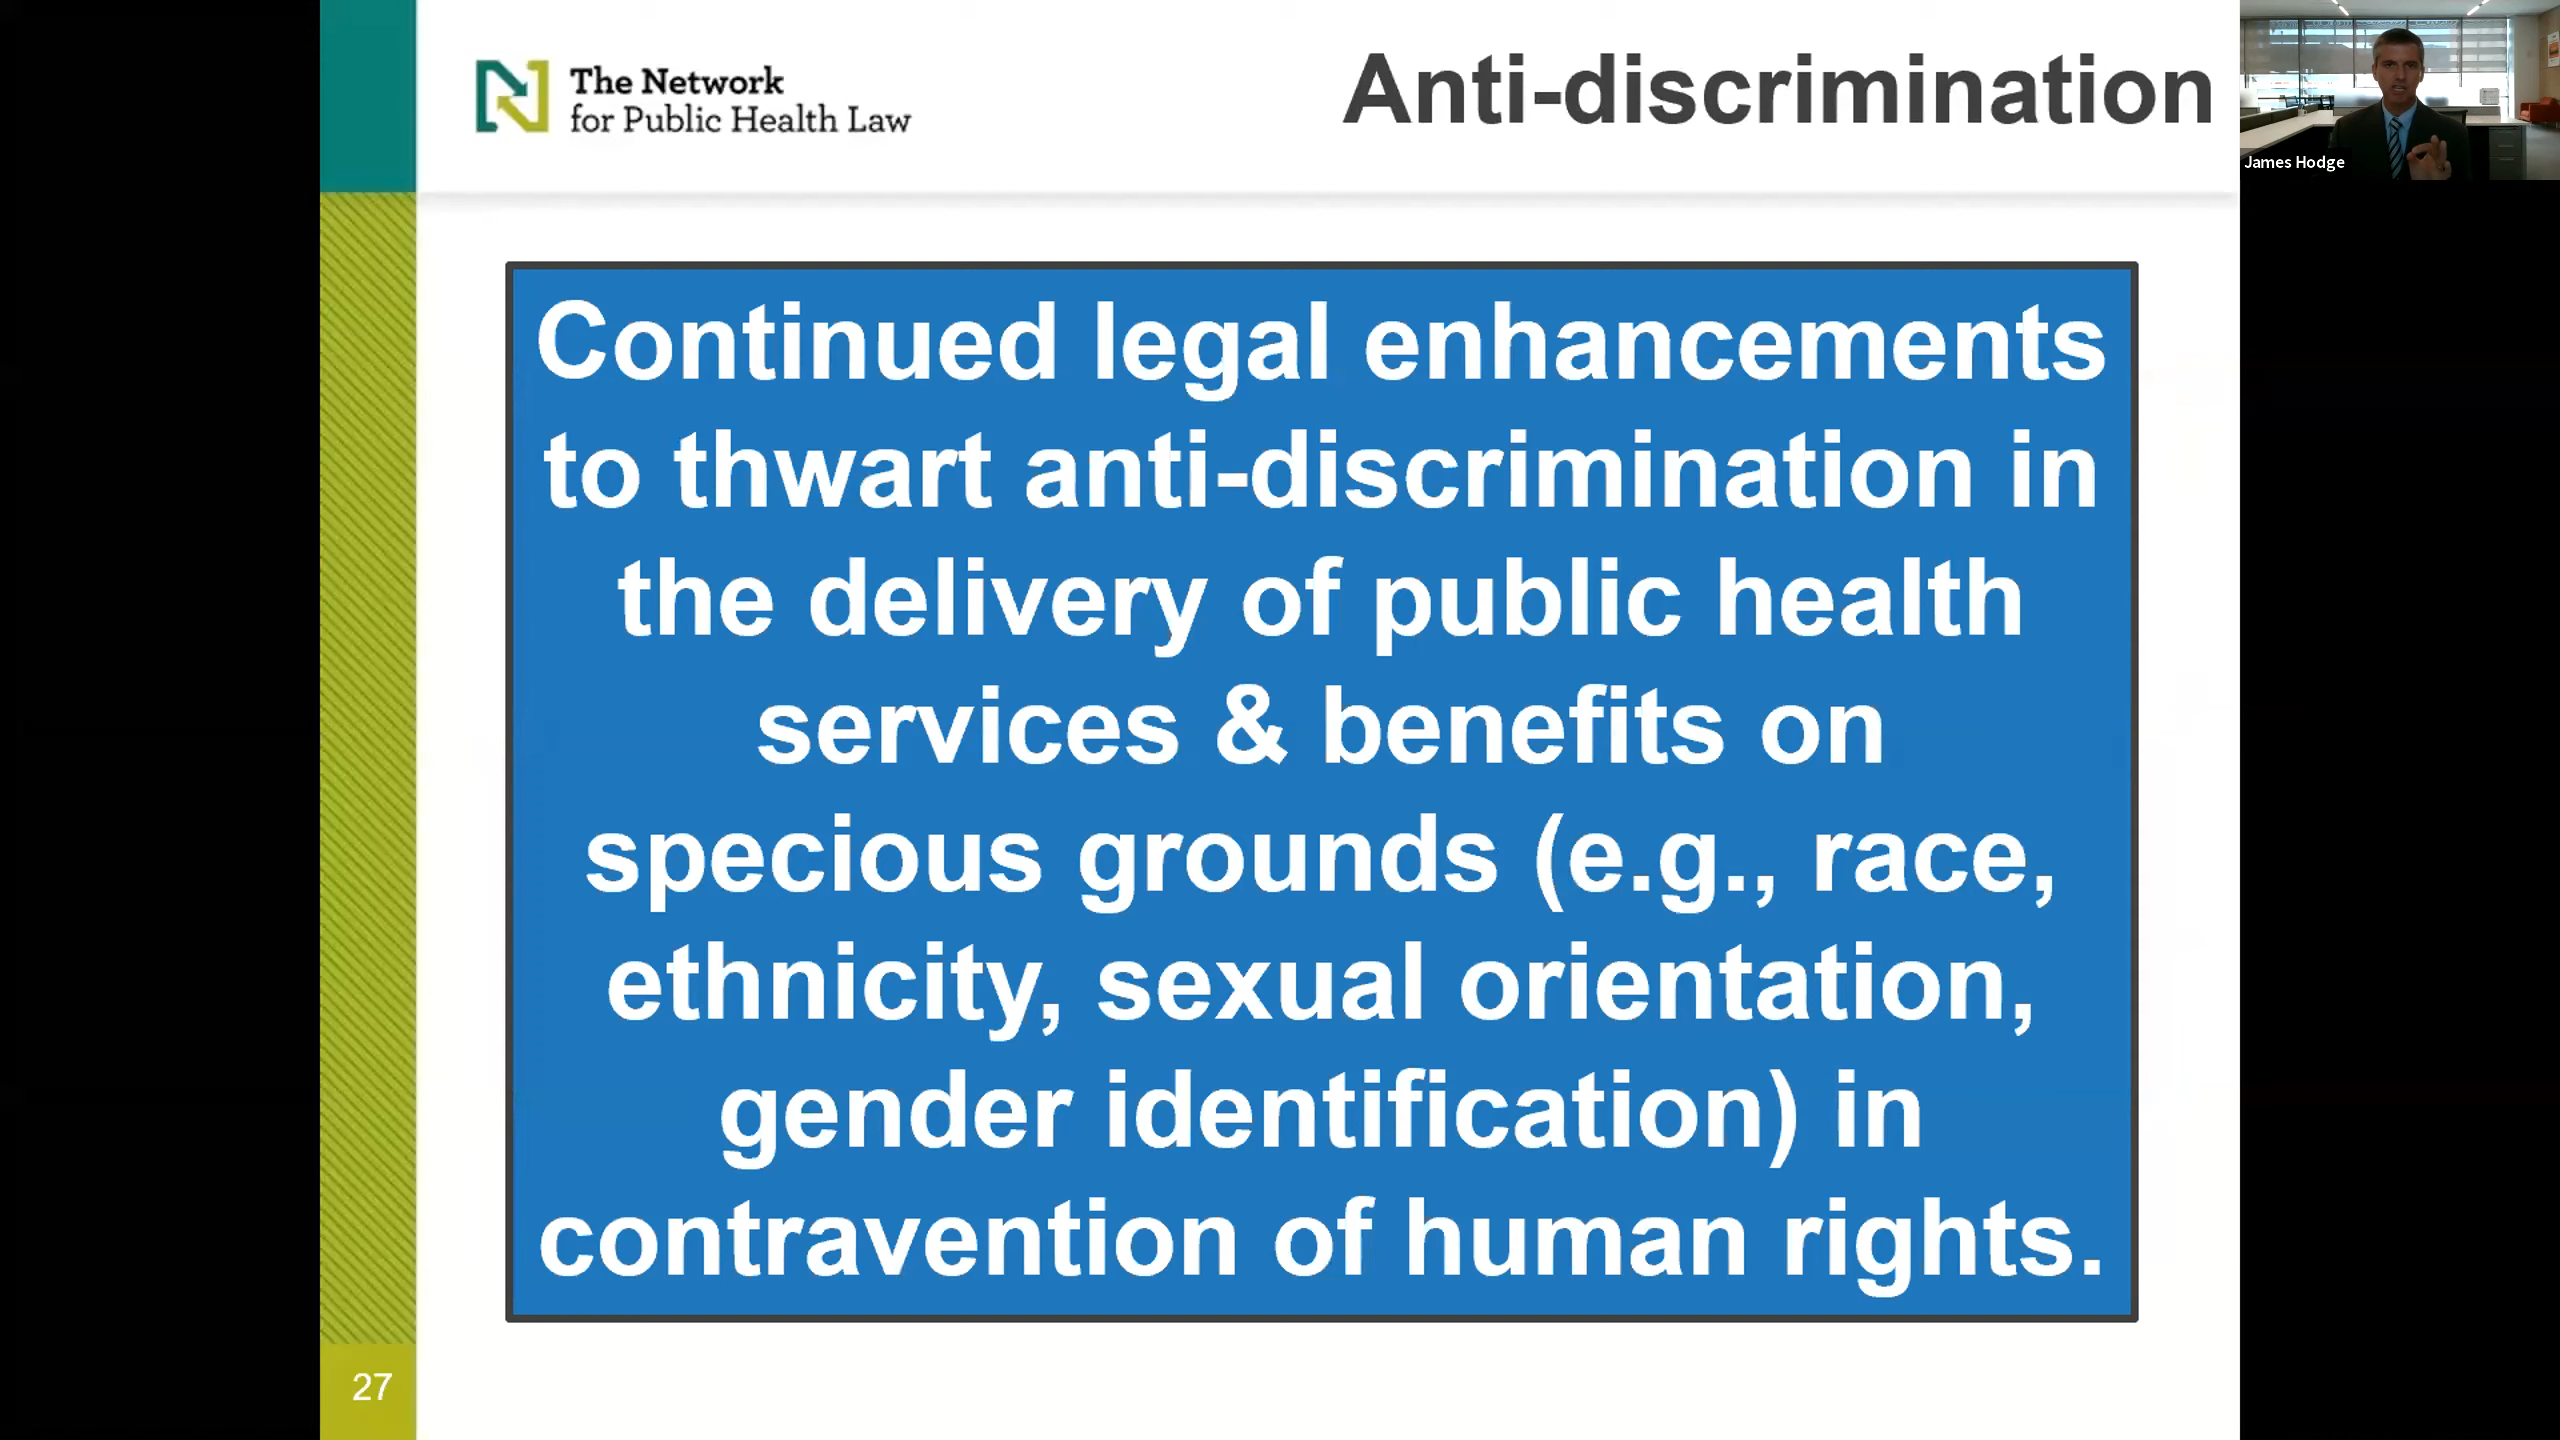 The Network
for Public Health Law
Anti-discrimination
James Hodge
Continued legal enhancements
to thwart anti-discrimination in
the delivery of public health
services & benefits on
specious grounds (e.g., race,
ethnicity, sexual orientation,
gender identification) in
contravention of human rights.
27